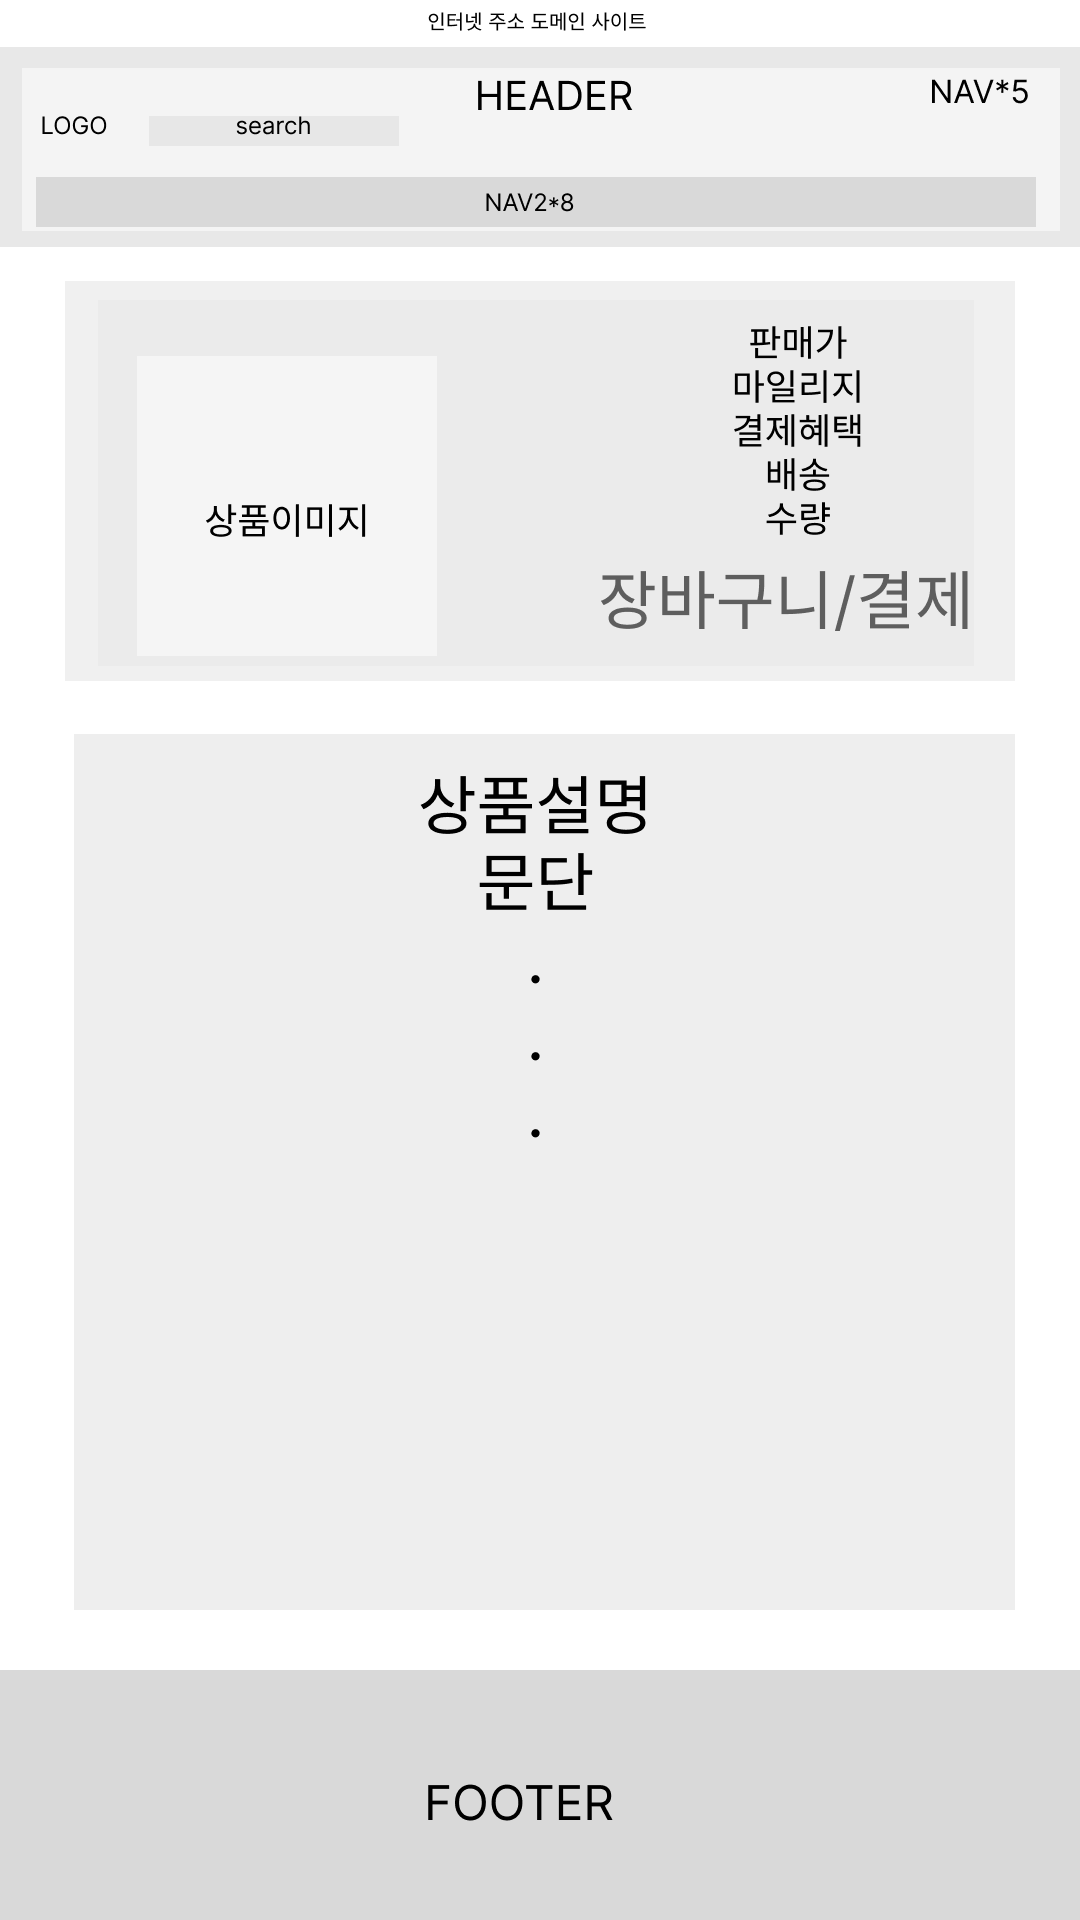 인터넷 주소 도메인 사이트
HEADER
NAV*5
LOGO
search
NAV2*8
판매가
마일리지
결제혜택
배송
수량
상품이미지
장바구니/결제
상품설명
문단
.
.
.
FOOTER